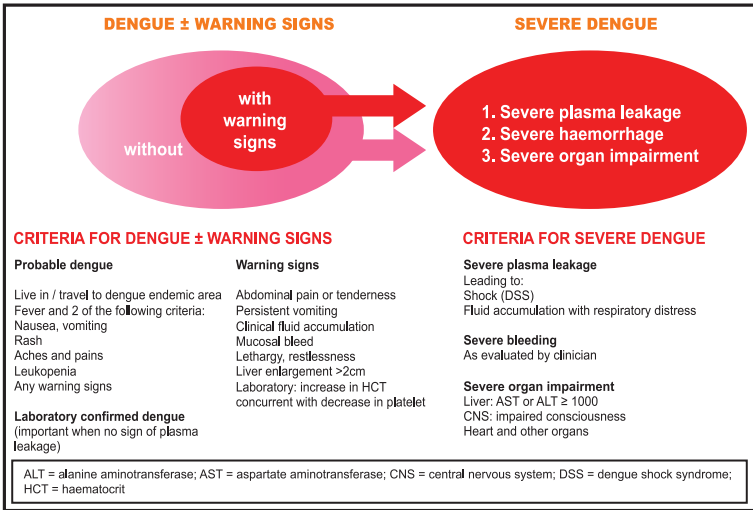 DENGUE ± WARNING SIGNS
SEVERE DENGUE
without
with
warning
signs
1. Severe plasma leakage
2. Severe haemorrhage
3. Severe organ impairment
CRITERIA FOR DENGUE ± WARNING SIGNS
Probable dengue
Live in / travel to dengue endemic area
Fever and 2 of the following criteria:
Nausea, vomiting
Rash
Aches and pains
Leukopenia
Any warning signs
Laboratory confirmed dengue
(important when no sign of plasma
leakage)
Warning signs
Abdominal pain or tenderness
Persistent vomiting
Clinical fluid accumulation
Mucosal bleed
Lethargy, restlessness
Liver enlargement >2cm
Laboratory: increase in HCT
concurrent with decrease in platelet
CRITERIA FOR SEVERE DENGUE
Severe plasma leakage
Leading to:
Shock (DSS)
Fluid accumulation with respiratory distress
Severe bleeding
As evaluated by clinician
Severe organ impairment
Liver: AST or ALT ≥ 1000
CNS: impaired consciousness
Heart and other organs
ALT = alanine aminotransferase; AST = aspartate aminotransferase; CNS = central nervous system; DSS = dengue shock syndrome;
HCT = haematocrit